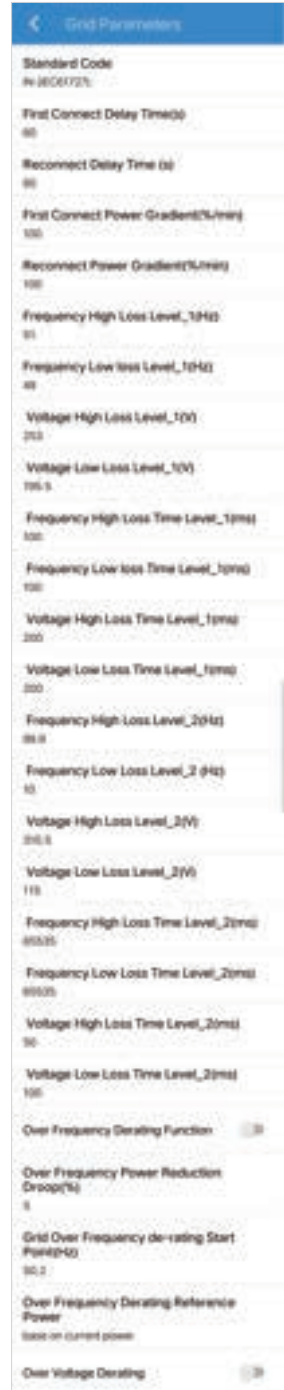 Grid Parameters
Standard Code
IN (IEC61727)
First Connect Delay Time(s)
60
Reconnect Delay Time (s)
60
First Connect Power Gradient(%/min)
100
Reconnect Power Gradient(%/min)
100
Frequency High Loss Level_1(Hz)
51
Frequency Low loss Level_1(Hz)
49
Voltage High Loss Level_1(V)
253
Voltage Low Loss Level_1(V)
195.5
Frequency High Loss Time Level_1(ms)
100
Frequency Low loss Time Level_1(ms)
100
Voltage High Loss Time Level_1(ms)
200
Voltage Low Loss Time Level_1(ms)
200
Frequency High Loss Level_2(Hz)
Frequency Low Loss Level_2 (Hz)
10
Voltage High Loss Level_2(V)
310.5
Voltage Low Loss Level_2(V)
115
Frequency High Loss Time Level_2(ms)
65535
Frequency Low Loss Time Level_2(ms)
65535
Voltage High Loss Time Level_2(ms)
50
Voltage Low Loss Time Level_2(ms)
100
Over Frequency Derating Function
Over Frequency Power Reduction
Droop(%)
5
Grid Over Frequency de-rating Start
Point(Hz)
50.2
Over Frequency Derating Reference
Power
base on current power
Over Voltage Derating